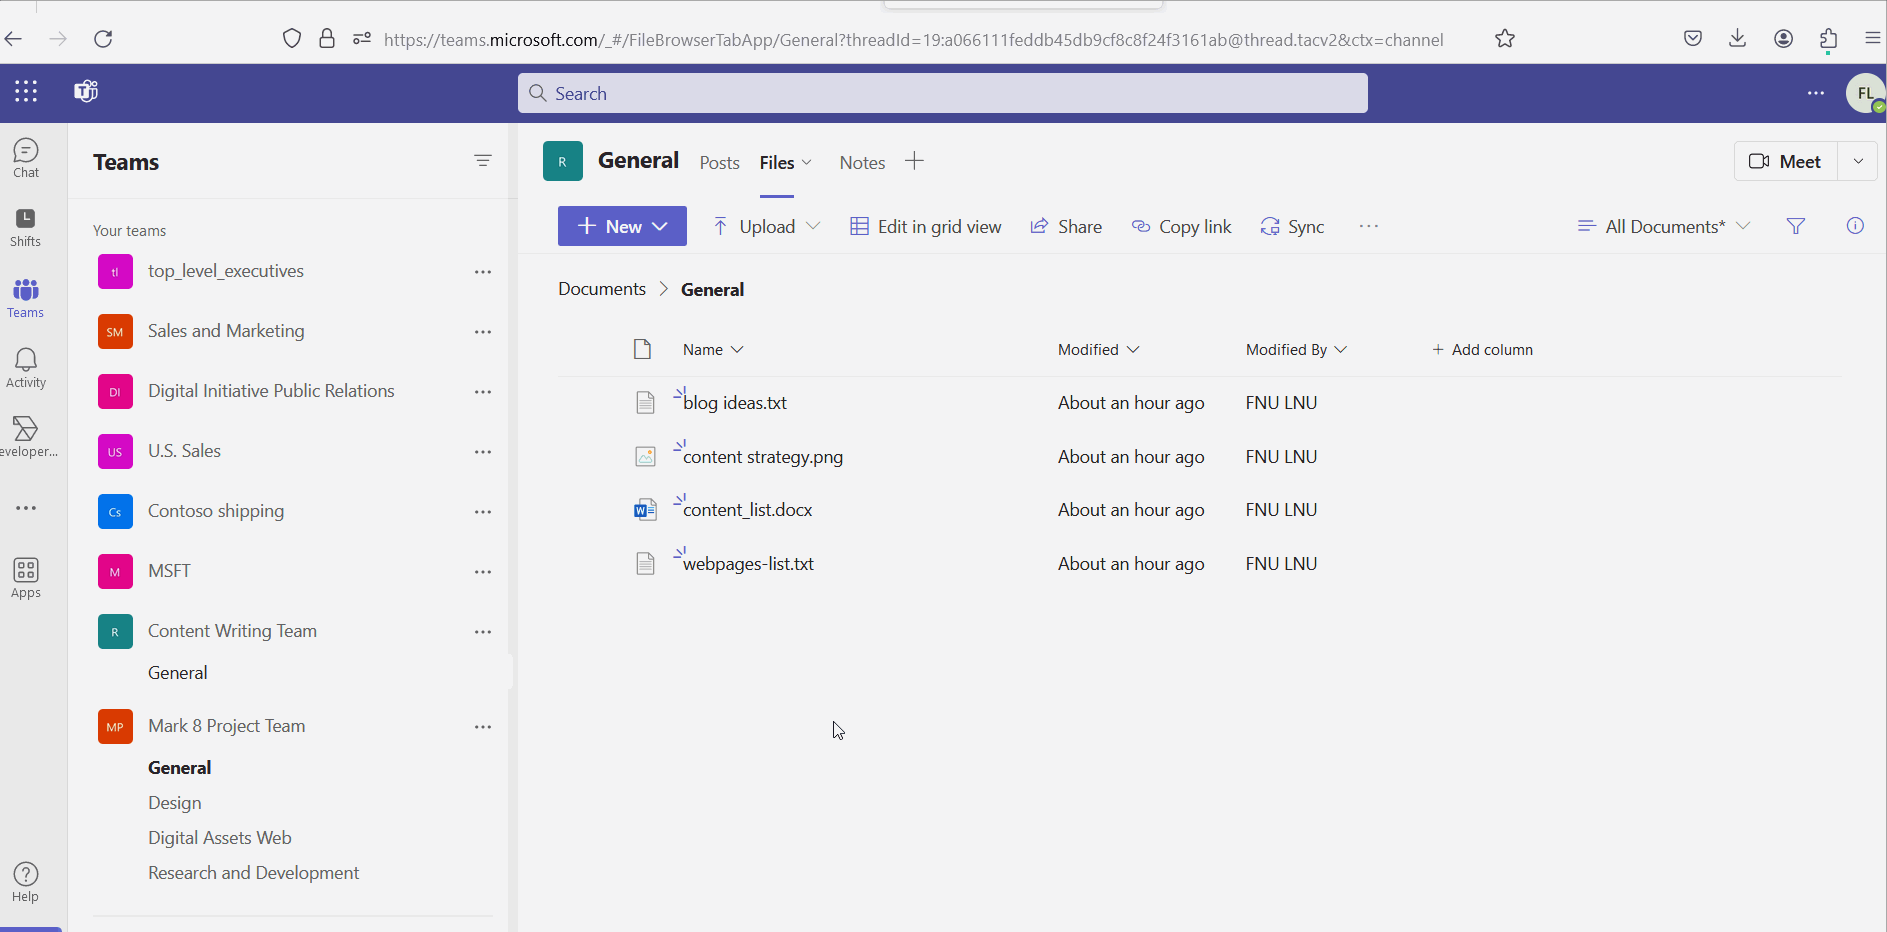 https://teams.microsoft.com/_#/FileBrowserTabApp/General?threadId=19:a066111feddb45db9cf8c8f24f3161ab@thread.tacv2&ctx=channel
T
Search
FL
Chat
Shifts
Teams
Activity
eveloper...
Apps
Help
Teams
Your teams
tl top_level_executives
SM Sales and Marketing
DI Digital Initiative Public Relations
US U.S. Sales
Cs Contoso shipping
M MSFT
R Content Writing Team
General
MP Mark 8 Project Team
General
Design
Digital Assets Web
Research and Development
R General Posts Files Notes
Meet
New Upload Edit in grid view Share Copy link Sync All Documents*
Documents > General
Name Modified Modified By + Add column
blog ideas.txt About an hour ago FNU LNU
content strategy.png About an hour ago FNU LNU
W content_list.docx About an hour ago FNU LNU
webpages-list.txt About an hour ago FNU LNU